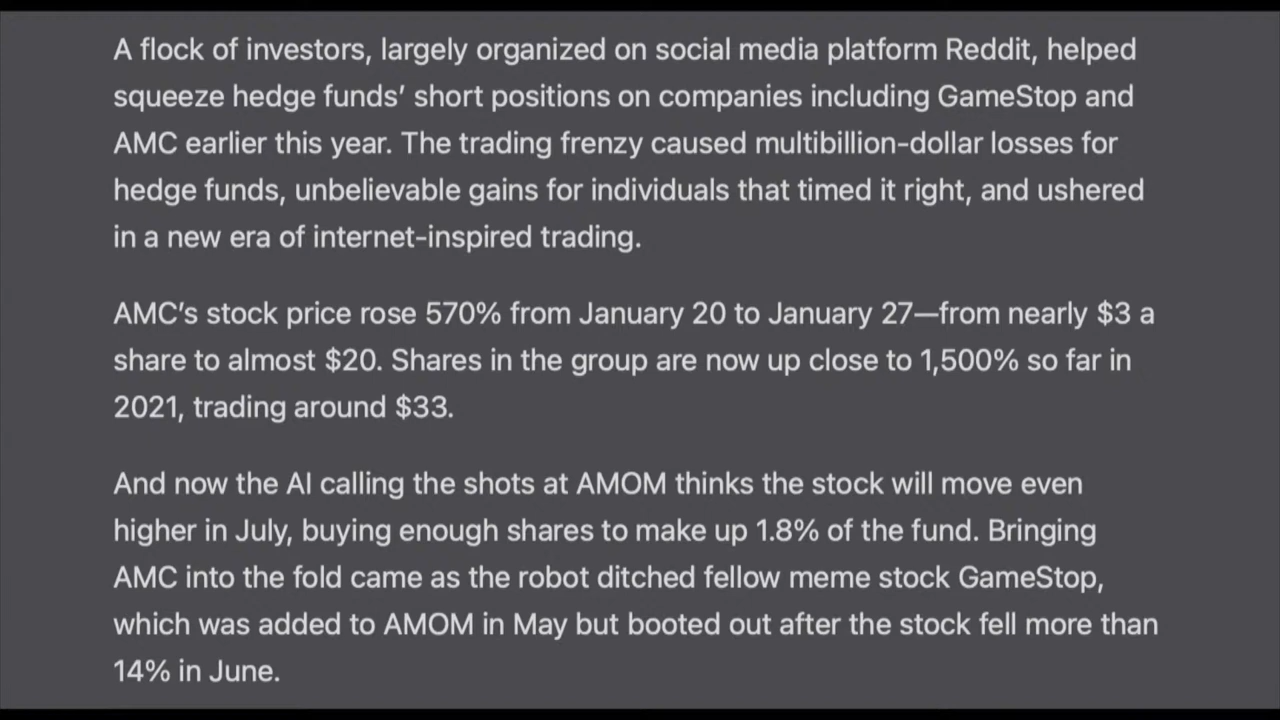 A flock of investors, largely organized on social media platform Reddit, helped
squeeze hedge funds’ short positions on companies including GameStop and
AMC earlier this year. The trading frenzy caused multibillion-dollar losses for
hedge funds, unbelievable gains for individuals that timed it right, and ushered
in a new era of internet-inspired trading.
AMC’s stock price rose 570% from January 20 to January 27—from nearly $3 a
share to almost $20. Shares in the group are now up close to 1,500% so far in
2021, trading around $33.
And now the AI calling the shots at AMOM thinks the stock will move even
higher in July, buying enough shares to make up 1.8% of the fund. Bringing
AMC into the fold came as the robot ditched fellow meme stock GameStop,
which was added to AMOM in May but booted out after the stock fell more than
14% in June.